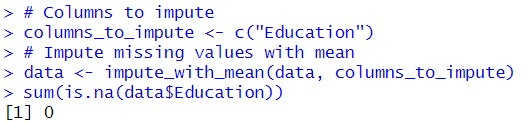 > # Columns to impute
> columns_to_impute <- c("Education")
> # Impute missing values with mean
> data <- impute_with_mean(data, columns_to_impute)
> sum(is.na(data$Education))
[1] 0